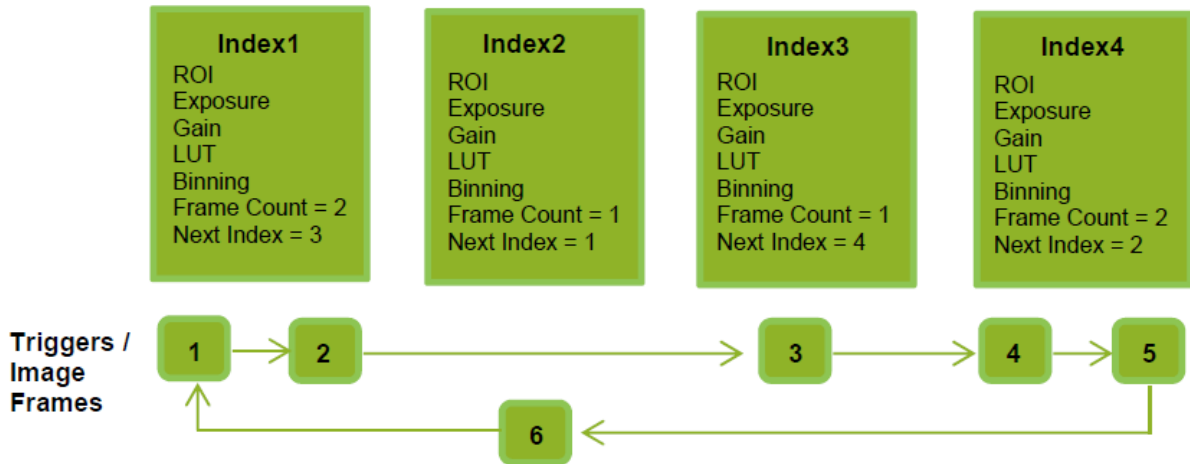 Index1
ROI
Exposure
Gain
LUT
Binning
Frame Count = 2
Next Index = 3
Index2
ROI
Exposure
Gain
LUT
Binning
Frame Count = 1
Next Index = 1
Index3
ROI
Exposure
Gain
LUT
Binning
Frame Count = 1
Next Index = 4
Index4
ROI
Exposure
Gain
LUT
Binning
Frame Count = 2
Next Index = 2
Triggers /
Image
Frames
1
2
3
4
5
6